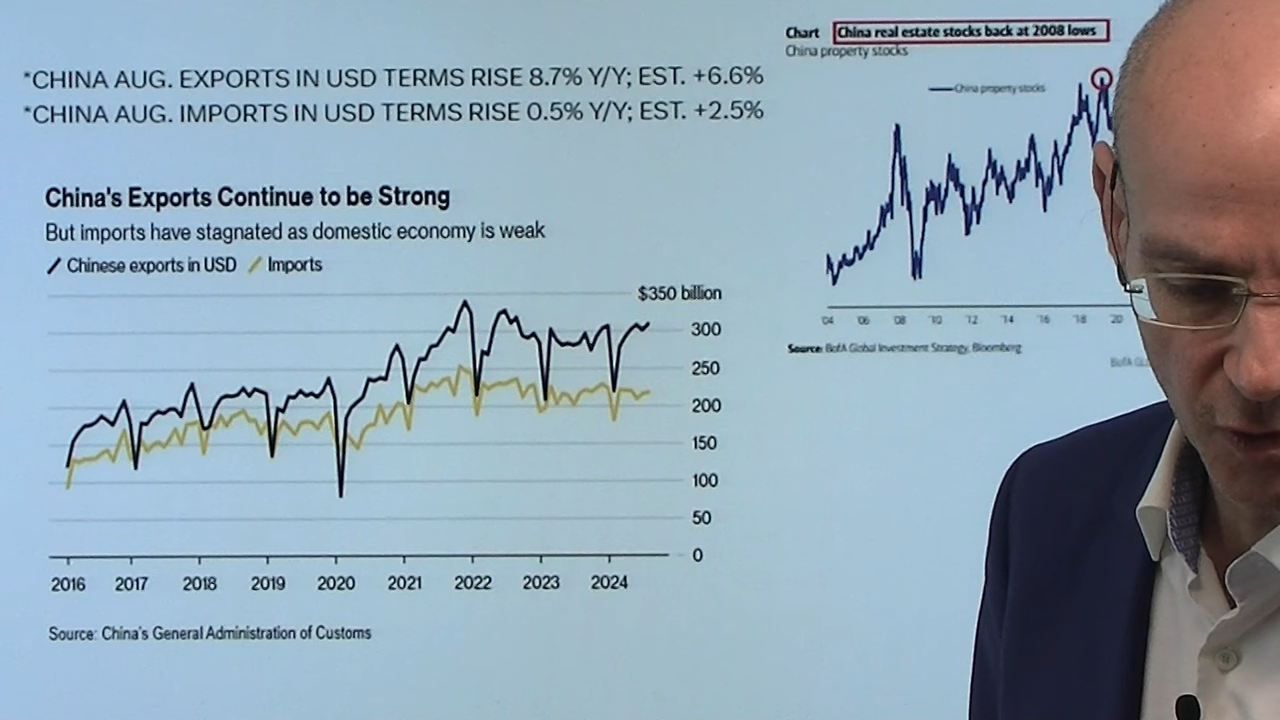 *CHINA AUG. EXPORTS IN USD TERMS RISE 8.7% Y/Y; EST. +6.6%
*CHINA AUG. IMPORTS IN USD TERMS RISE 0.5% Y/Y; EST. +2.5%
China's Exports Continue to be Strong
But imports have stagnated as domestic economy is weak
Chinese exports in USD Imports
$350 billion
300
250
200
150
100
50
0
2016 2017 2018 2019 2020 2021 2022 2023 2024
Source: China's General Administration of Customs
Chart China real estate stocks back at 2008 lows
China property stocks
China property stocks
'04 '06 '08 '10 '12 '14 '16 '18 '20
Source: BofA Global Investment Strategy, Bloomberg
BofA